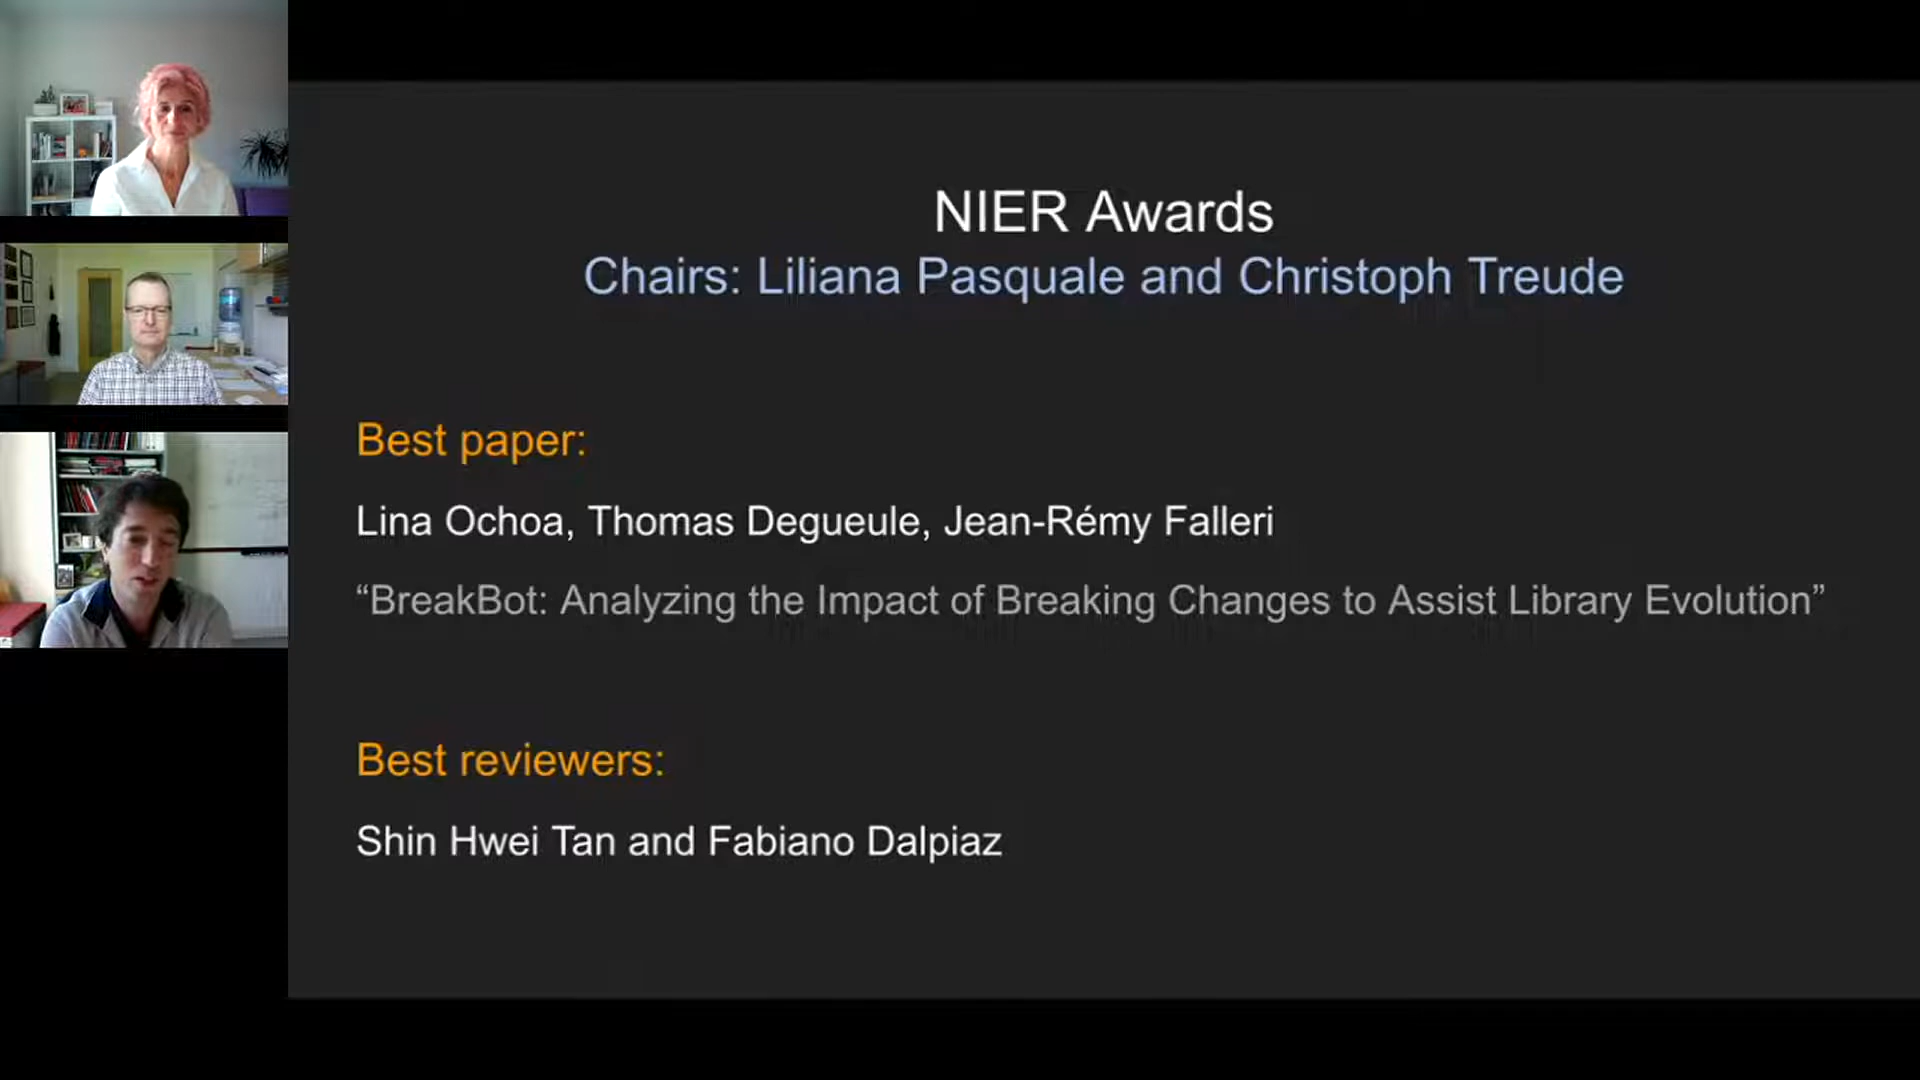 NIER Awards
Chairs: Liliana Pasquale and Christoph Treude
Best paper:
Lina Ochoa, Thomas Degueule, Jean-Rémy Falleri
“BreakBot: Analyzing the Impact of Breaking Changes to Assist Library Evolution”
Best reviewers:
Shin Hwei Tan and Fabiano Dalpiaz